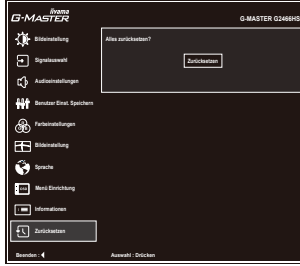 iiyama
G-MASTER
G-MASTER G2466HS
Bildeinstellung
Alles zurücksetzen?
Signalauswahl
Zurücksetzen
Audioeinstellungen
Benutzer Einst. Speichern
Farbeinstellungen
Bildeinstellung
Sprache
Menü Einrichtung
Informationen
Zurücksetzen
Beenden :
Auswahl : Drücken